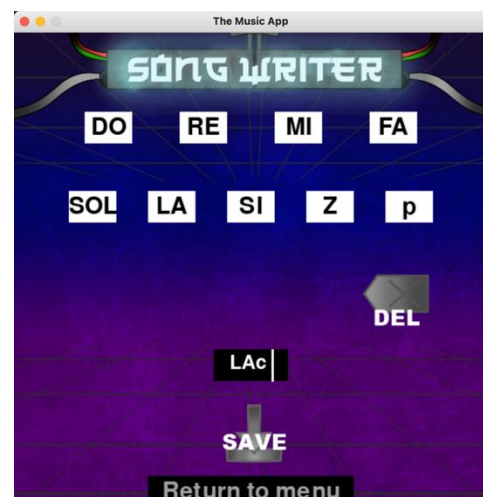 The Music App
SONG WRITER
DO RE MI FA
SOL LA SI Z p
DEL
LAc
SAVE
Return to menu